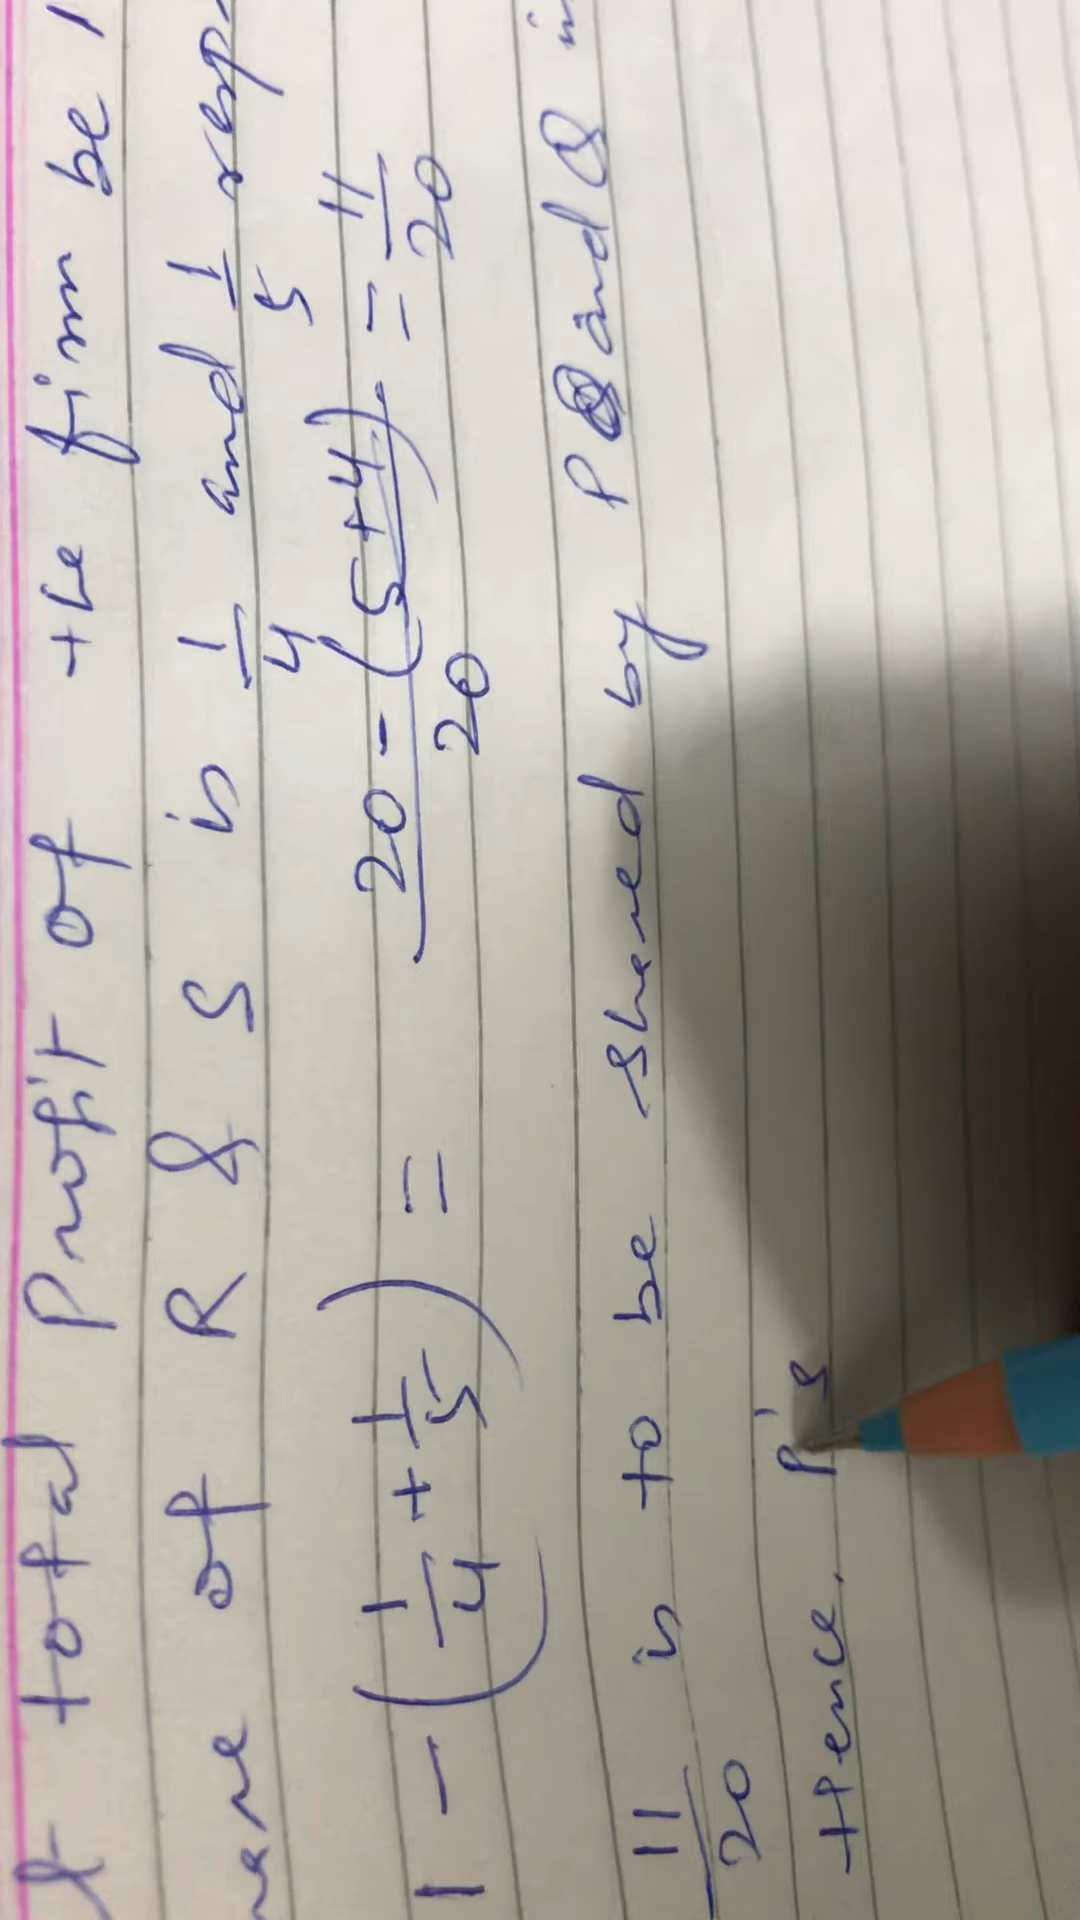 total Profit of the firm be 1
of R & S is 1/4 and 1/5 resp.
1 - (1/4 + 1/5) = 20 - (5+4) / 20 = 11/20
11/20 is to be shared by P and Q in
Hence, P's